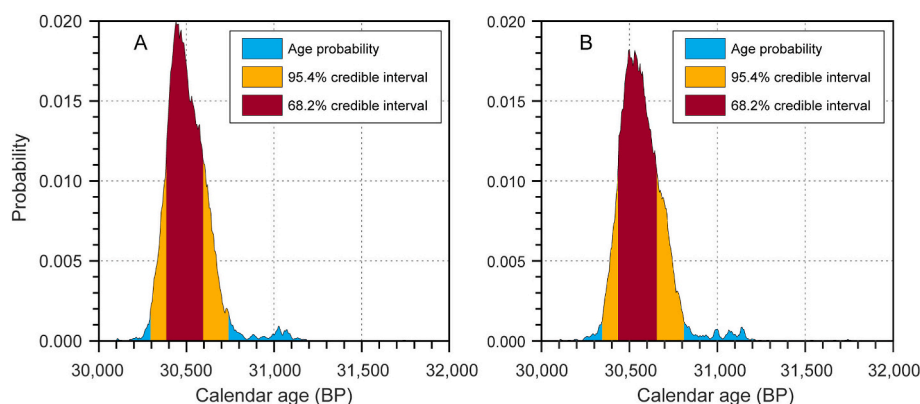 A
Age probability
95.4% credible interval
68.2% credible interval
Probability
0.020
0.015
0.010
0.005
0.000
30,000
30,500
31,000
31,500
32,000
Calendar age (BP)
B
Age probability
95.4% credible interval
68.2% credible interval
0.020
0.015
0.010
0.005
0.000
30,000
30,500
31,000
31,500
32,000
Calendar age (BP)